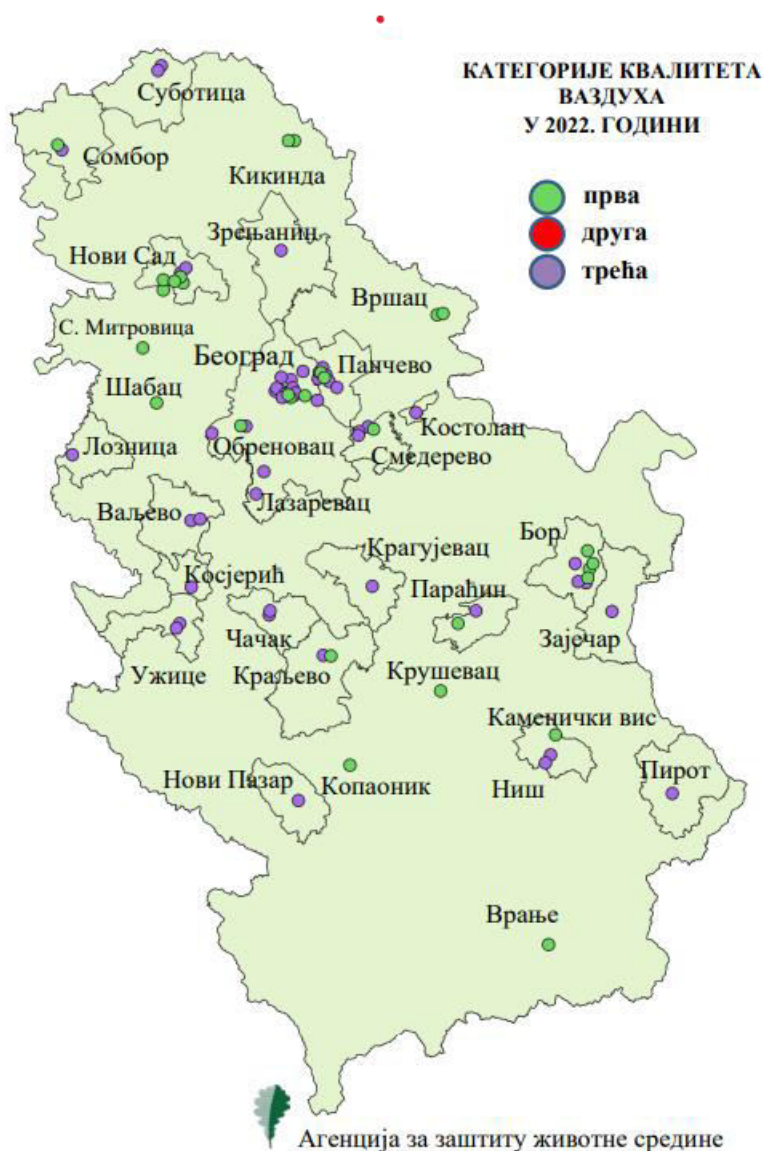 КАТЕГОРИЈЕ КВАЛИТЕТА
ВАЗДУХА
У 2022. ГОДИНИ
прва
друга
трећа
Суботица
Сомбор
Кикинда
Зрењанин
Нови Сад
Вршац
С. Митровица
Београд
Панчево
Шабац
Костолац
Лозница
Обреновац
Смедерево
Лазаревац
Ваљево
Бор
Крагујевац
Косјерић
Параћин
Чачак
Зајечар
Ужице
Краљево
Крушевац
Каменички вис
Нови Пазар
Копаоник
Ниш
Пирот
Врање
Агенција за заштиту животне средине